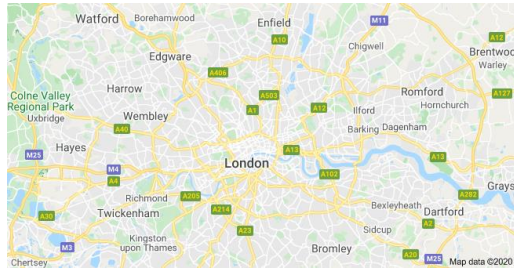 Watford
Borehamwood
Enfield
M11
A10
Chigwell
A12
Brentwoo
Warley
Edgware
A406
Colne Valley
Regional Park
Harrow
A503
Romford
A127
Uxbridge
Wembley
A1
A12
Ilford
Hornchurch
A40
Barking
Dagenham
Hayes
M25
M4
London
A13
A13
A4
A102
Richmond
A205
A282
Grays
A30
Twickenham
A214
Bexleyheath
Dartford
A2
M3
Kingston
upon Thames
A23
Sidcup
Bromley
A20
M25
Chertsey
Map data ©2020